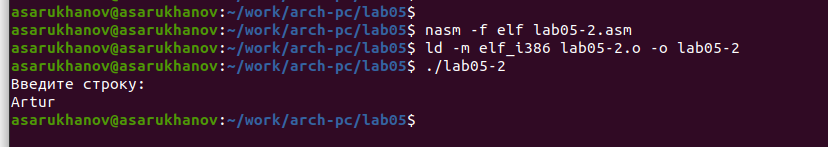 asarukhanov@asarukhanov:~/work/arch-pc/lab05$
asarukhanov@asarukhanov:~/work/arch-pc/lab05$ nasm -f elf lab05-2.asm
asarukhanov@asarukhanov:~/work/arch-pc/lab05$ ld -m elf_i386 lab05-2.o -o lab05-2
asarukhanov@asarukhanov:~/work/arch-pc/lab05$ ./lab05-2
Введите строку:
Artur
asarukhanov@asarukhanov:~/work/arch-pc/lab05$